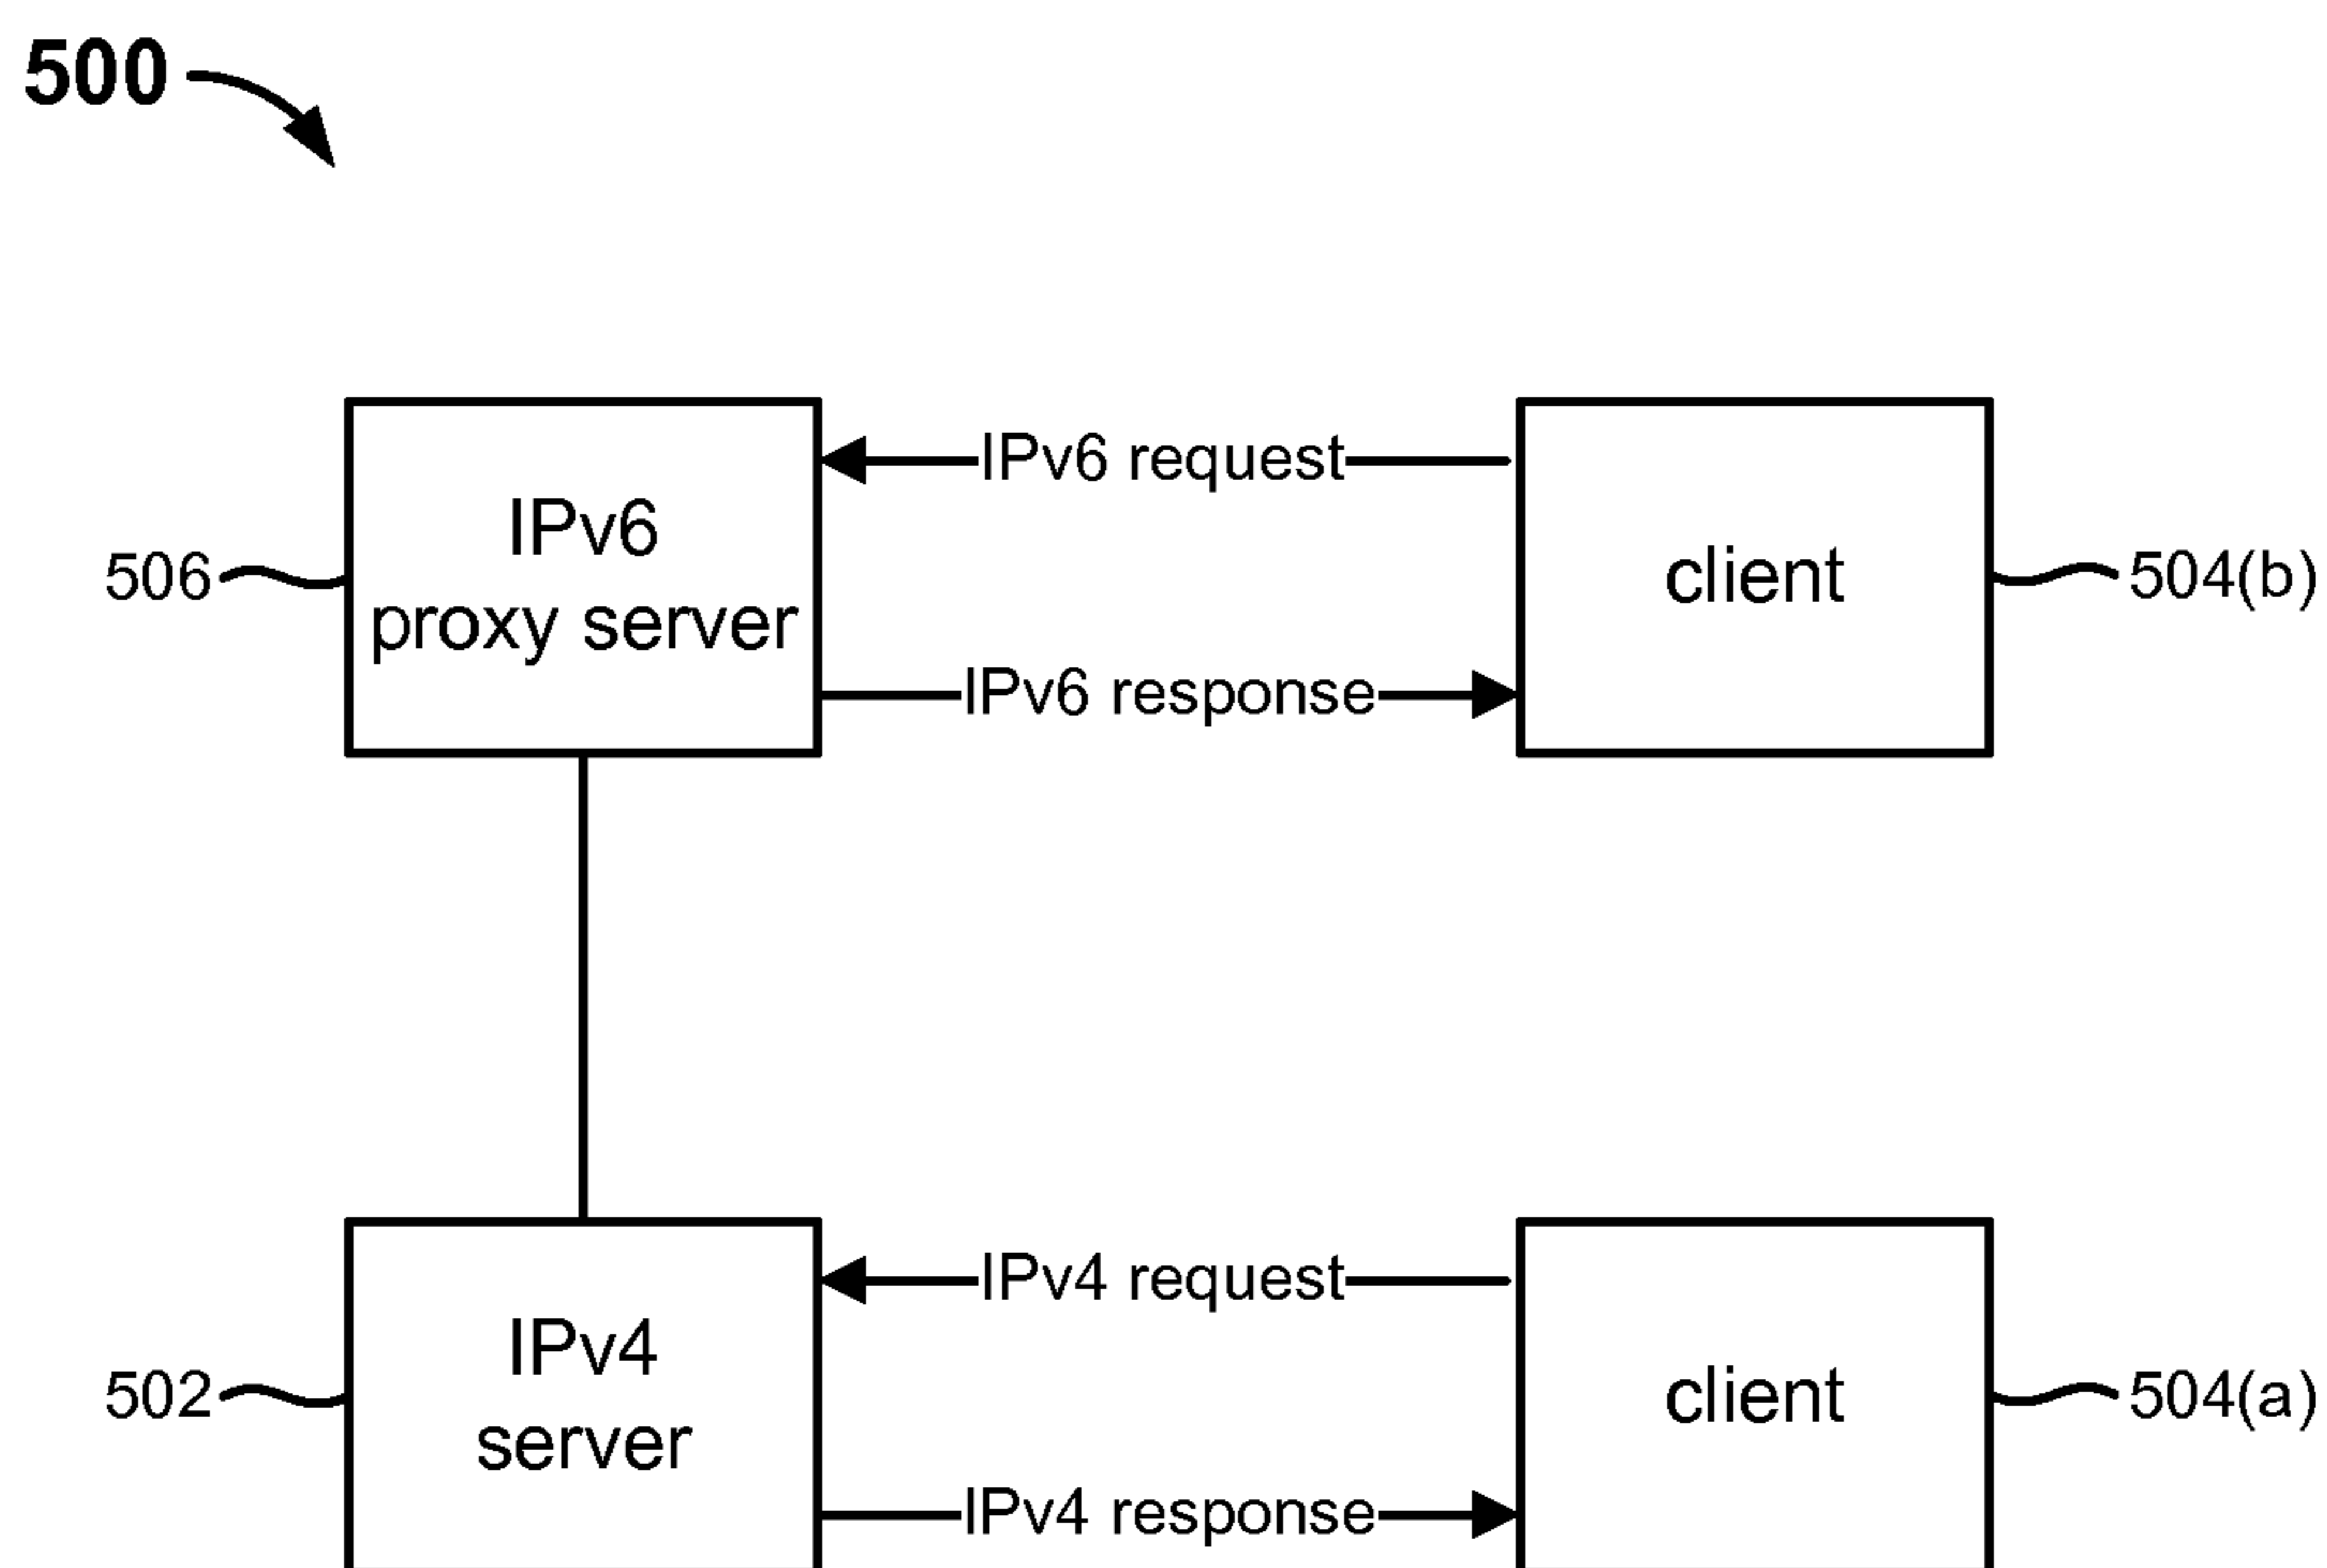 500
IPv6 request
IPv6
proxy server
506
client
504(b)
IPv6 response
IPv4 request
IPv4
server
502
client
504(a)
IPv4 response